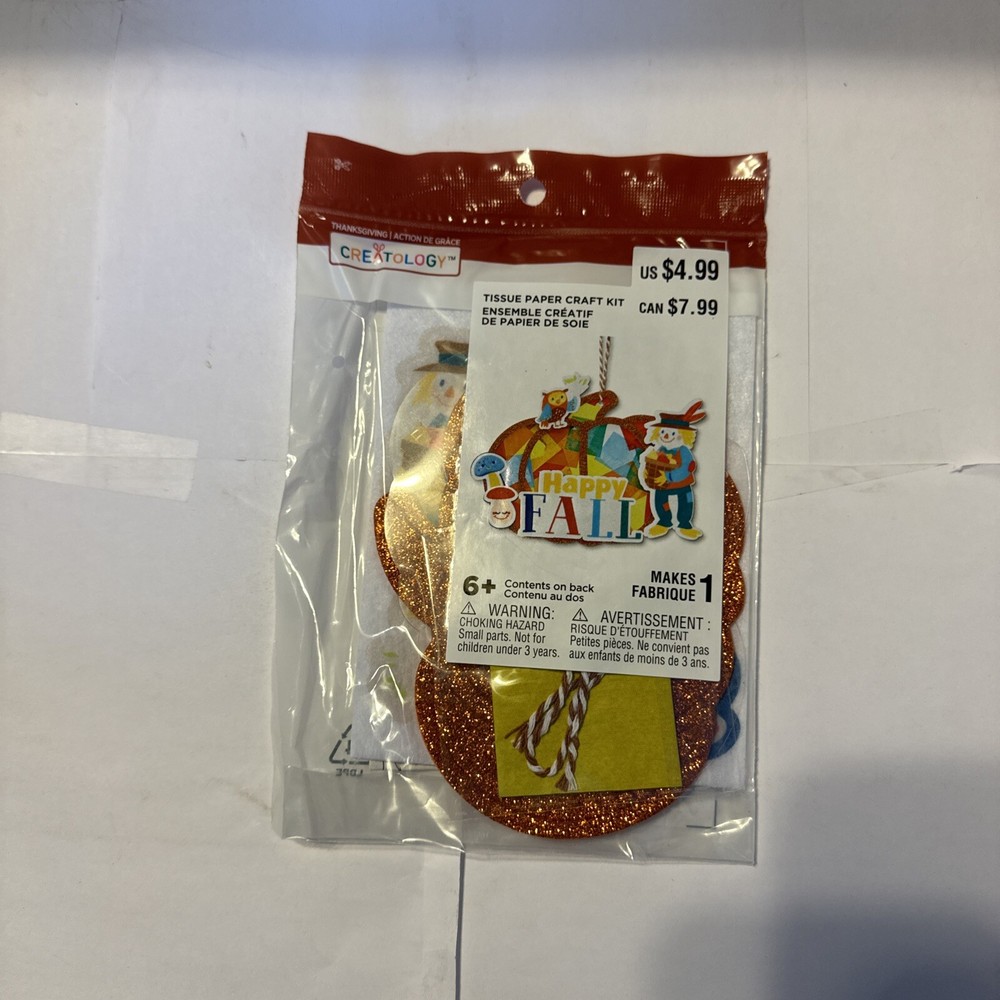 THANKSGIVING | ACTION DE GRÂCE
CREATOLOGY™
US $4.99
CAN $7.99
TISSUE PAPER CRAFT KIT
ENSEMBLE CRÉATIF
DE PAPIER DE SOIE
Happy
FALL
6+
Contents on back
Contenu au dos
MAKES
FABRIQUE 1
⚠ WARNING:
CHOKING HAZARD
Small parts. Not for
children under 3 years.
⚠ AVERTISSEMENT :
RISQUE D'ÉTOUFFEMENT
Petites pièces. Ne convient pas
aux enfants de moins de 3 ans.
LDPE